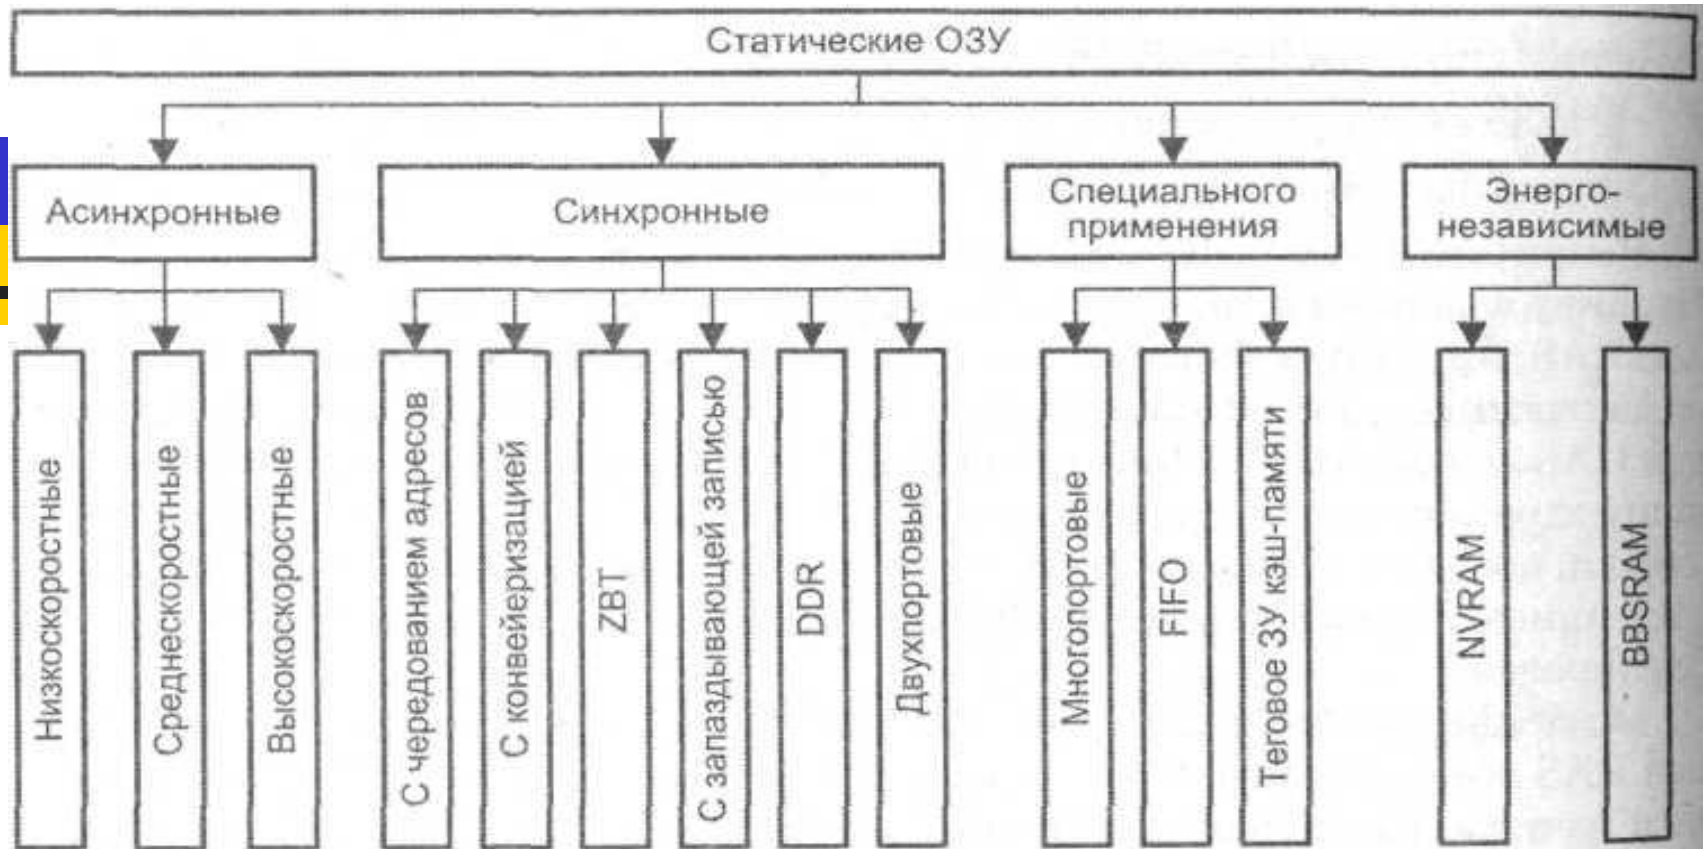 Статические ОЗУ
Асинхронные
Синхронные
Специального
применения
Энерго-
независимые
Низкоскоростные
Среднескоростные
Высокоскоростные
С чередованием адресов
С конвейеризацией
ZBT
С запаздывающей записью
DDR
Двухпортовые
Многопортовые
FIFO
Теговое ЗУ кэш-памяти
NVRAM
BBSRAM